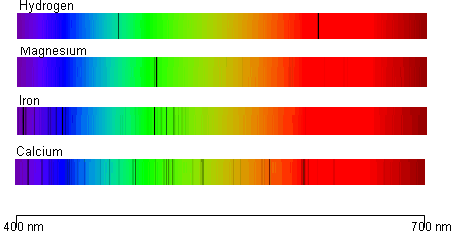 Hydrogen
Magnesium
Iron
Calcium
400 nm 700 nm